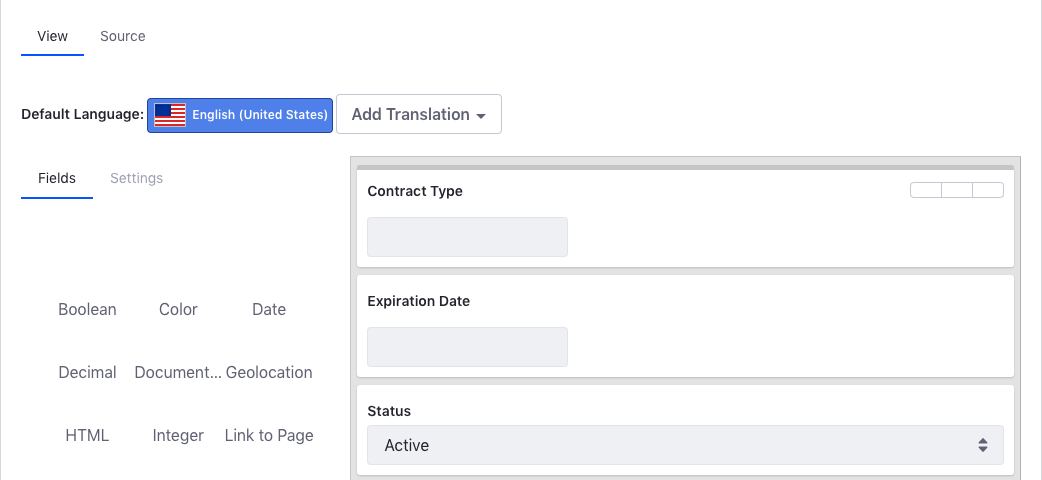 View Source
Default Language: English (United States) Add Translation
Fields Settings
Contract Type
Expiration Date
Boolean Color Date
Decimal Document... Geolocation
Status
HTML Integer Link to Page
Active